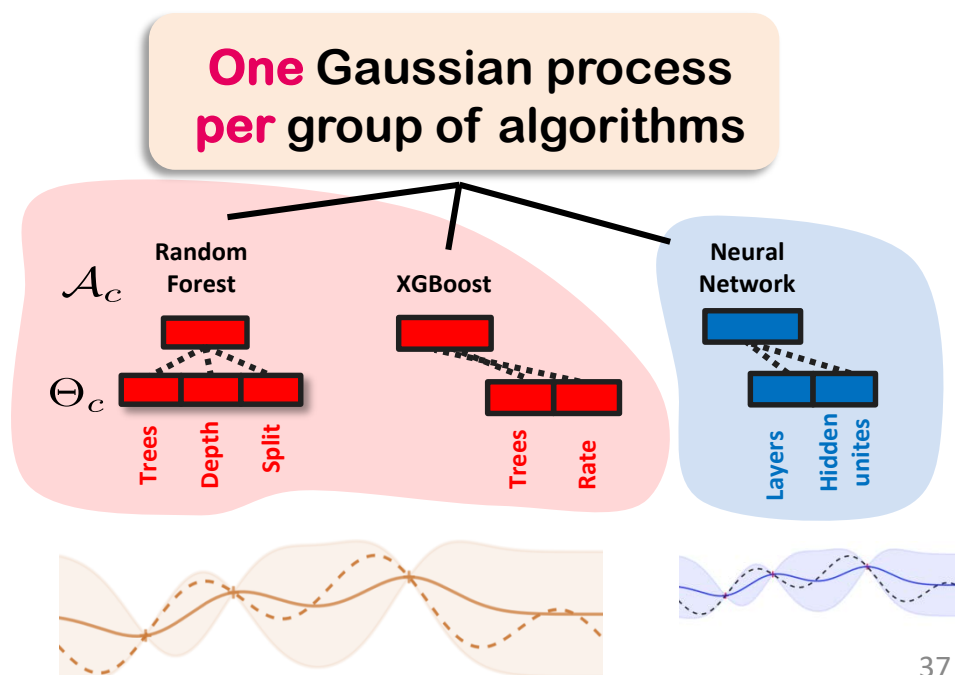 One Gaussian process
per group of algorithms
Random
Forest
XGBoost
Neural
Network
𝒜c
Θc
Trees
Depth
Split
Trees
Rate
Layers
Hidden
unites
37